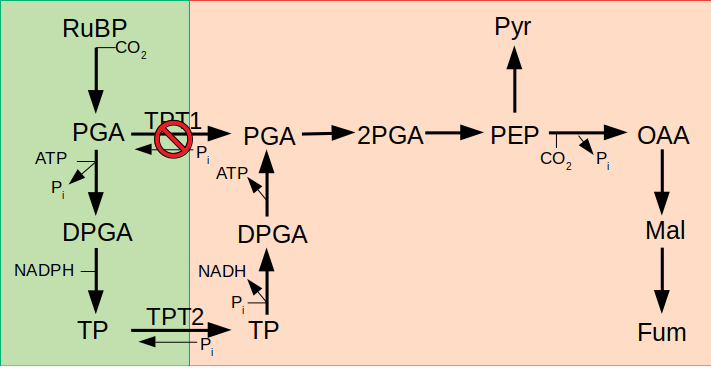 RuBP
CO2
Pyr
PGA
TPT1
Pi
PGA
2PGA
PEP
CO2
Pi
OAA
ATP
Pi
ATP
DPGA
DPGA
Mal
NADPH
NADH
Pi
TP
TPT2
Pi
TP
Fum